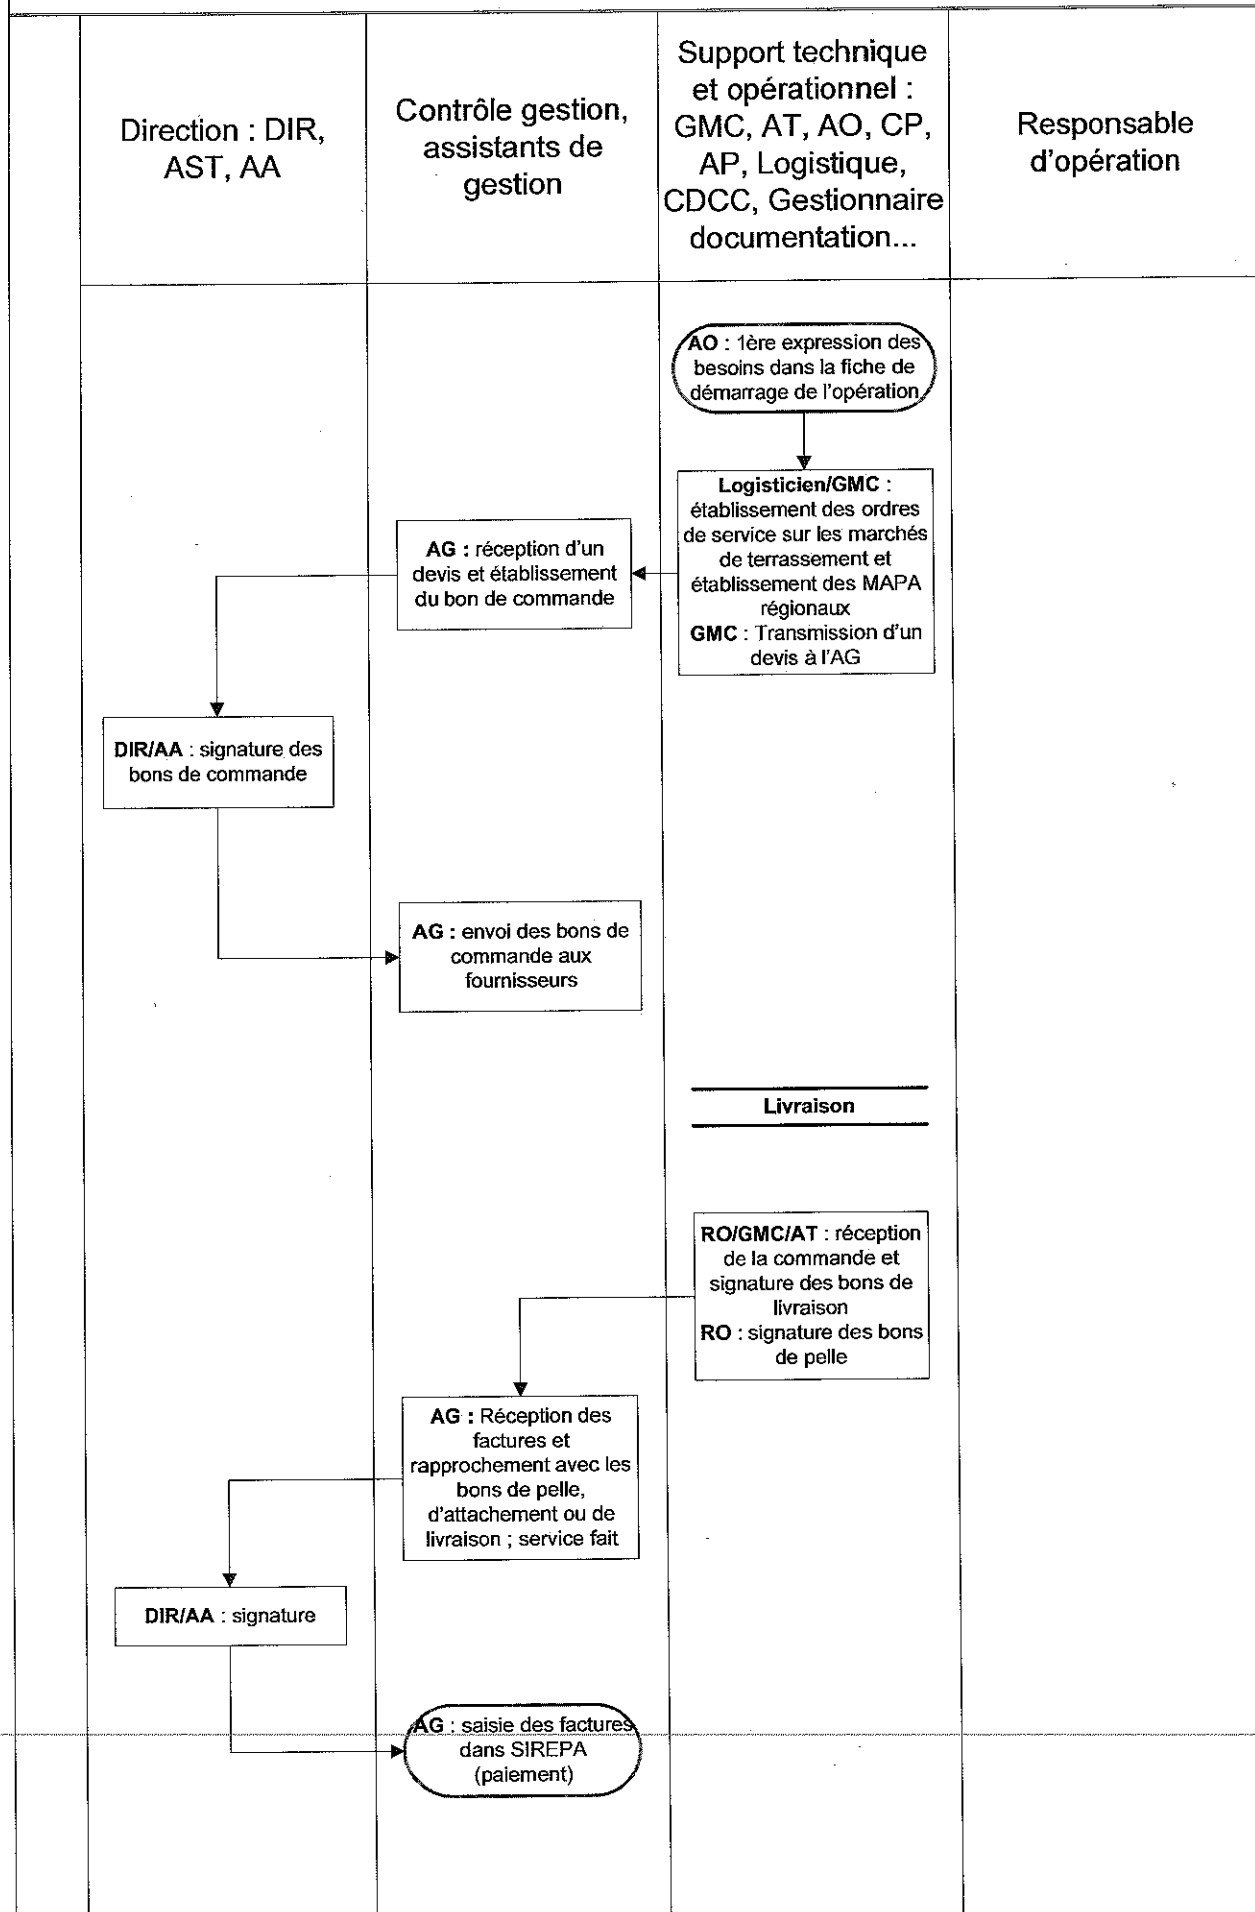 Direction : DIR,
AST, AA
Contrôle gestion,
assistants de
gestion
Support technique
et opérationnel :
GMC, AT, AO, CP,
AP, Logistique,
CDCC, Gestionnaire
documentation...
Responsable
d'opération
AO : 1ère expression des
besoins dans la fiche de
démarrage de l'opération
Logisticien/GMC :
établissement des ordres
de service sur les marchés
de terrassement et
établissement des MAPA
régionaux
GMC : Transmission d'un
devis à l'AG
AG : réception d'un
devis et établissement
du bon de commande
DIR/AA : signature des
bons de commande
AG : envoi des bons de
commande aux
fournisseurs
Livraison
RO/GMC/AT : réception
de la commande et
signature des bons de
livraison
RO : signature des bons
de pelle
AG : Réception des
factures et
rapprochement avec les
bons de pelle,
d'attachement ou de
livraison ; service fait
DIR/AA : signature
AG : saisie des factures
dans SIREPA
(paiement)